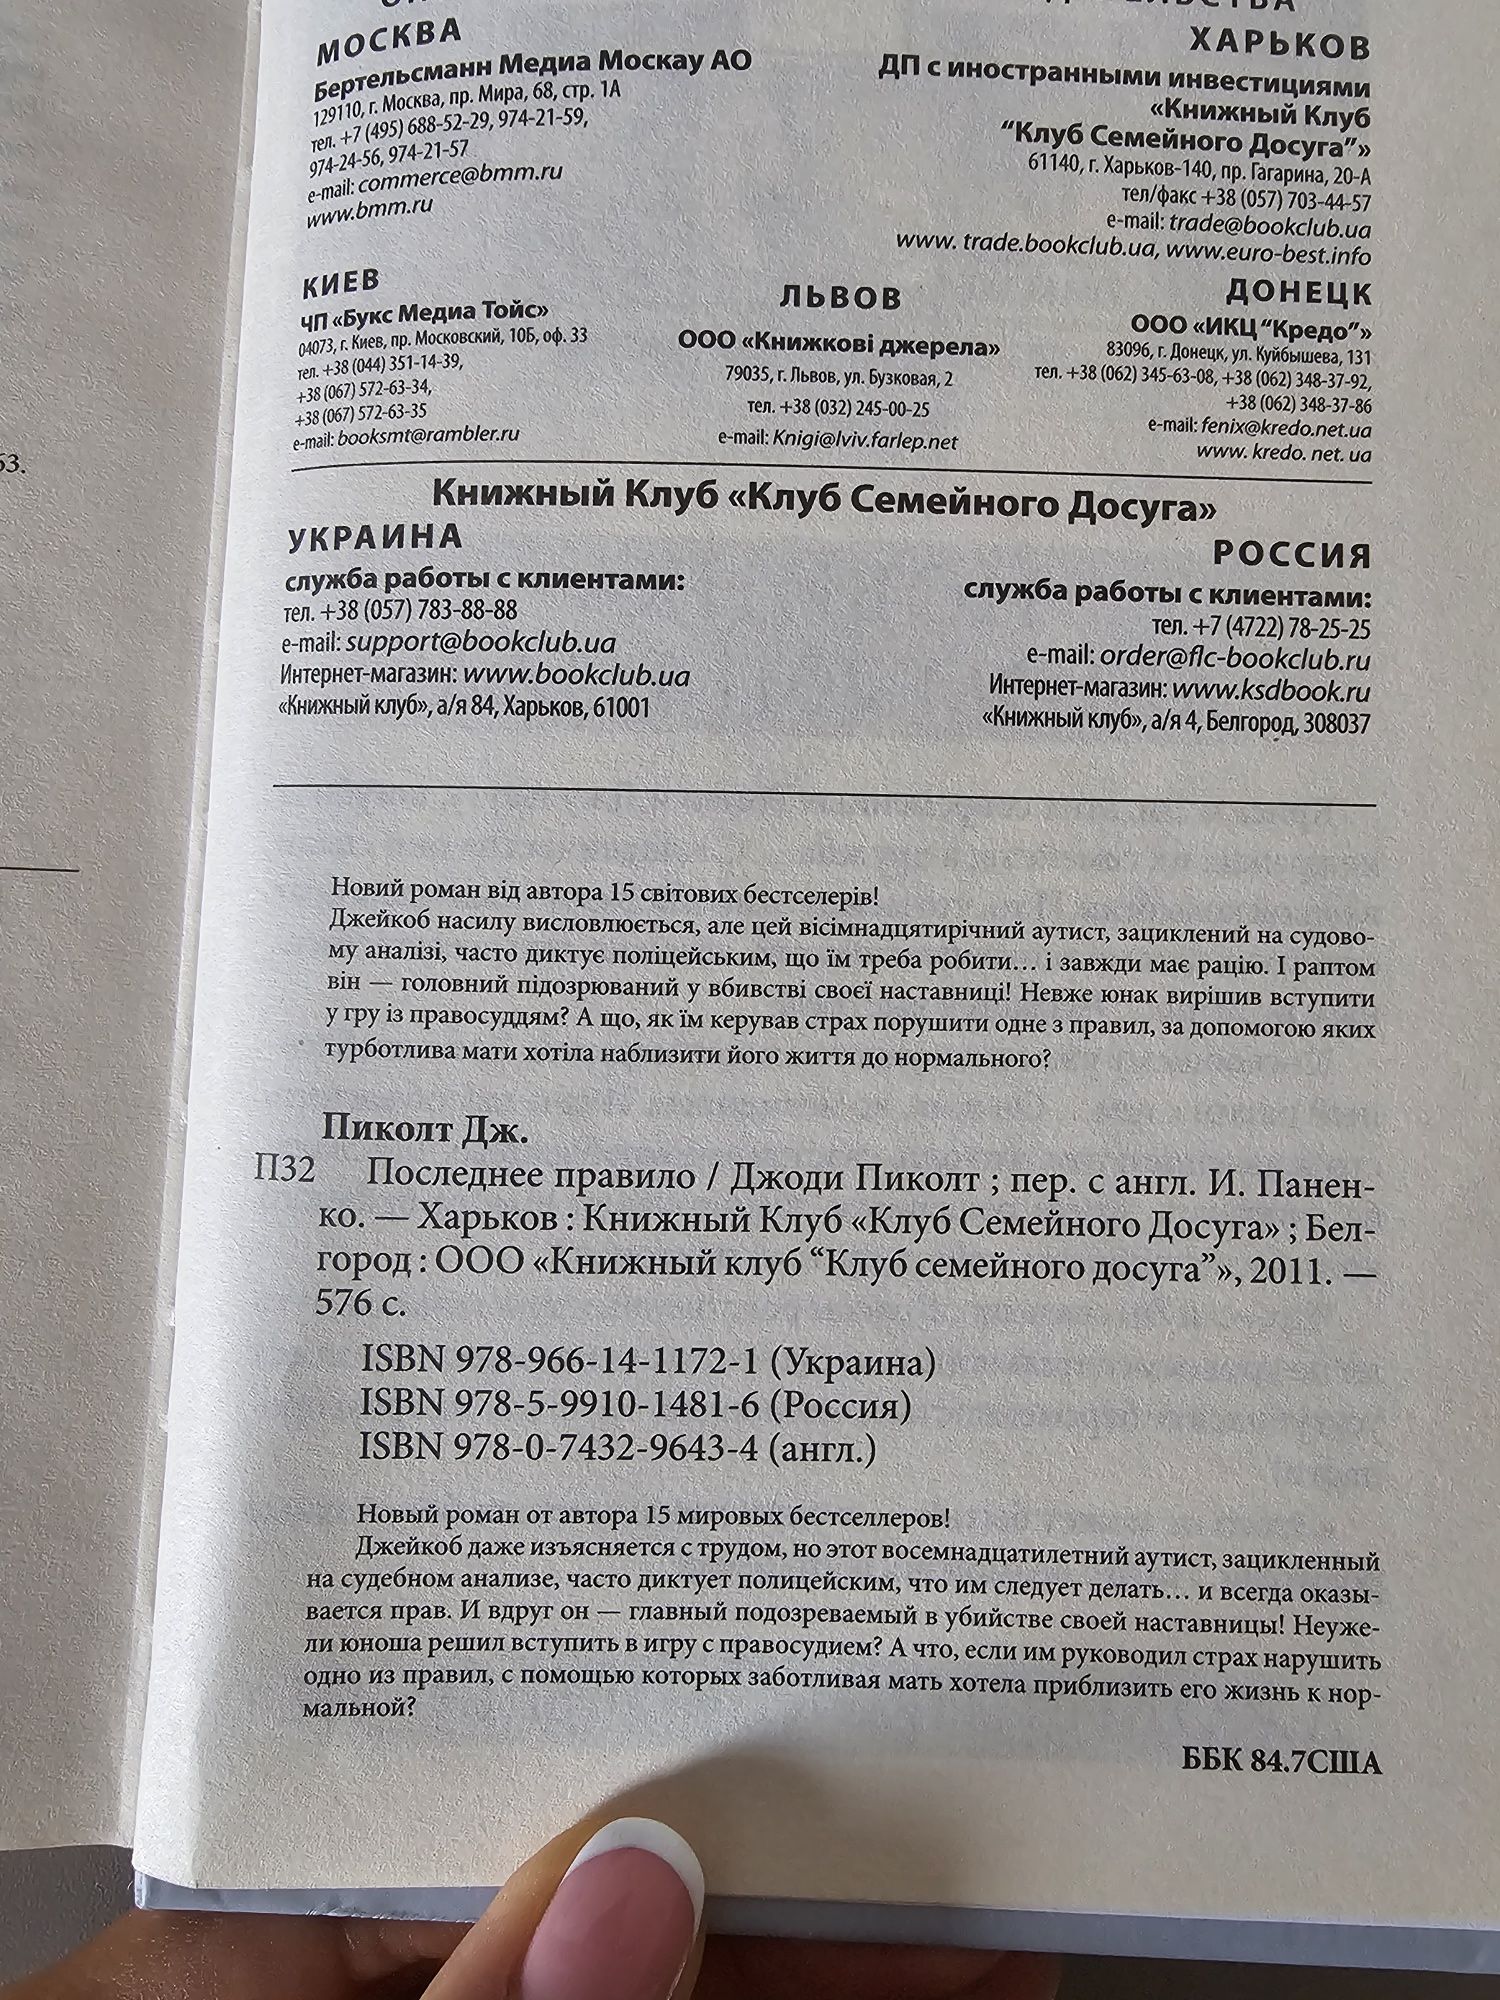 МОСКВА
Бертельсманн Медиа Москау АО
129110, г. Москва, пр. Мира, 68, стр. 1А
тел. +7 (495) 688-52-29, 974-21-59,
974-24-56, 974-21-57
e-mail: commerce@bmm.ru
www.bmm.ru
ХАРЬКОВ
ДП с иностранными инвестициями
«Книжный Клуб
“Клуб Семейного Досуга”»
61140, г. Харьков-140, пр. Гагарина, 20-А
тел/факс +38 (057) 703-44-57
e-mail: trade@bookclub.ua
www. trade.bookclub.ua, www.euro-best.info
КИЕВ
ЧП «Букс Медиа Тойс»
04073, г. Киев, пр. Московский, 10Б, оф. 33
тел. +38 (044) 351-14-39,
+38 (067) 572-63-34,
+38 (067) 572-63-35
e-mail: booksmt@rambler.ru
ЛЬВОВ
ООО «Книжкові джерела»
79035, г. Львов, ул. Бузковая, 2
тел. +38 (032) 245-00-25
e-mail: Knigi@lviv.farlep.net
ДОНЕЦК
ООО «ИКЦ “Кредо”»
83096, г. Донецк, ул. Куйбышева, 131
тел. +38 (062) 345-63-08, +38 (062) 348-37-92,
+38 (062) 348-37-86
e-mail: fenix@kredo.net.ua
www. kredo. net. ua
63.
Книжный Клуб «Клуб Семейного Досуга»
УКРАИНА
служба работы с клиентами:
тел. +38 (057) 783-88-88
e-mail: support@bookclub.ua
Интернет-магазин: www.bookclub.ua
«Книжный клуб», а/я 84, Харьков, 61001
РОССИЯ
служба работы с клиентами:
тел. +7 (4722) 78-25-25
e-mail: order@flc-bookclub.ru
Интернет-магазин: www.ksdbook.ru
«Книжный клуб», а/я 4, Белгород, 308037
Новий роман від автора 15 світових бестселерів!
Джейкоб насилу висловлюється, але цей вісімнадцятирічний аутист, зациклений на судово-
му аналізі, часто диктує поліцейським, що їм треба робити… і завжди має рацію. І раптом
він — головний підозрюваний у вбивстві своєї наставниці! Невже юнак вирішив вступити
у гру із правосуддям? А що, як їм керував страх порушити одне з правил, за допомогою яких
турботлива мати хотіла наблизити його життя до нормального?
Пиколт Дж.
П32 Последнее правило / Джоди Пиколт ; пер. с англ. И. Панен-
ко. — Харьков : Книжный Клуб «Клуб Семейного Досуга» ; Бел-
город : ООО «Книжный клуб “Клуб семейного досуга”», 2011. —
576 с.
ISBN 978-966-14-1172-1 (Украина)
ISBN 978-5-9910-1481-6 (Россия)
ISBN 978-0-7432-9643-4 (англ.)
Новый роман от автора 15 мировых бестселлеров!
Джейкоб даже изъясняется с трудом, но этот восемнадцатилетний аутист, зацикленный
на судебном анализе, часто диктует полицейским, что им следует делать… и всегда оказы-
вается прав. И вдруг он — главный подозреваемый в убийстве своей наставницы! Неуже-
ли юноша решил вступить в игру с правосудием? А что, если им руководил страх нарушить
одно из правил, с помощью которых заботливая мать хотела приблизить его жизнь к нор-
мальной?
ББК 84.7США